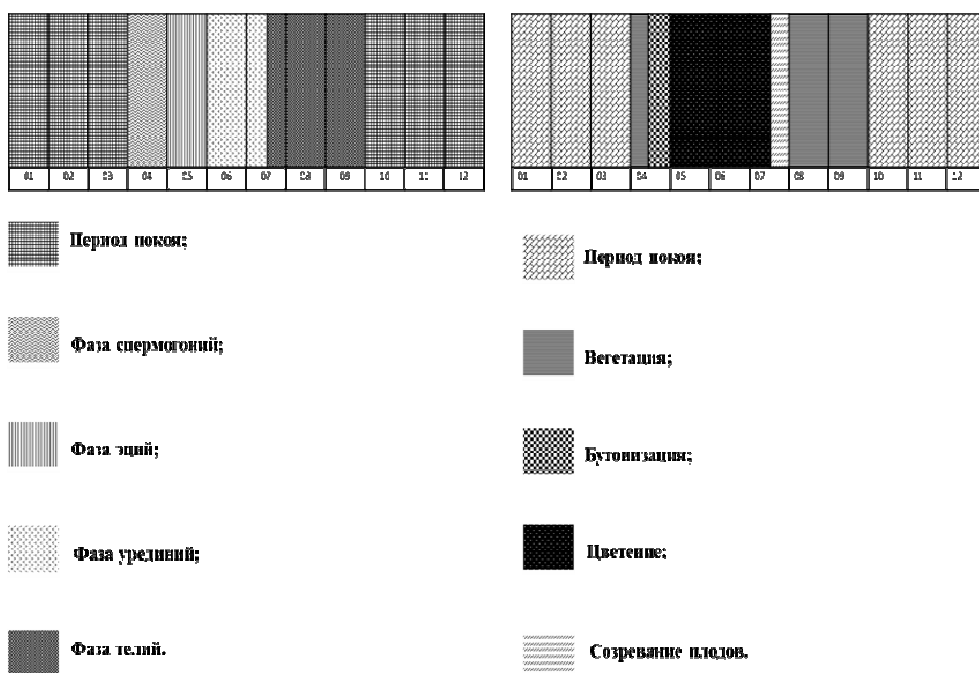 01 02 03 04 05 06 07 08 09 10 11 12
01 02 03 04 05 06 07 08 09 10 11 12
Период покоя;
Фаза спермогоний;
Фаза эций;
Фаза урединий;
Фаза телий.
Период покоя;
Вегетация;
Бутонизация;
Цветение;
Созревание плодов.